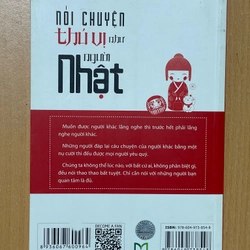 NÓI CHUYỆN
thú vị như
người
Nhật
Muốn được người khác lắng nghe thì trước hết phải lắng
nghe người khác.
Những người đáp lại câu chuyện của người khác bằng một
nụ cười thì đều được mọi người yêu quý.
Chúng ta không thể lúc nào, với bất cứ ai, không phân biệt gì,
đều nói thao thao bất tuyệt. Chỉ cần nói với những người bạn
quan tâm là đủ.
8 936067 600964